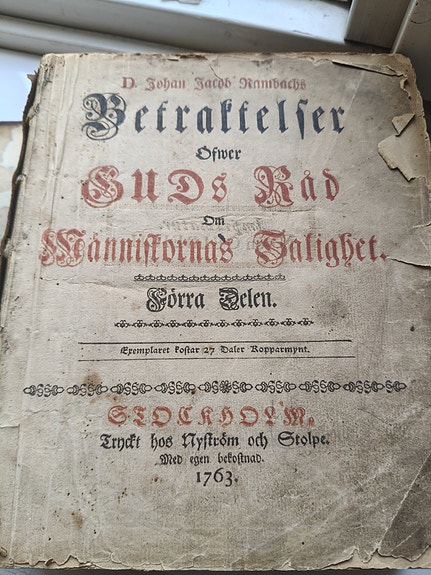 D. Johan Jacob Rambachs
Betraktelser
Öfwer
GUDs Råd
Om
Människornas Salighet.
Förra Delen.
Exemplaret kostar 27 Daler Kopparmynt.
STOCKHOLM,
Tryckt hos Nyström och Stolpe.
Med egen bekostnad.
1763.